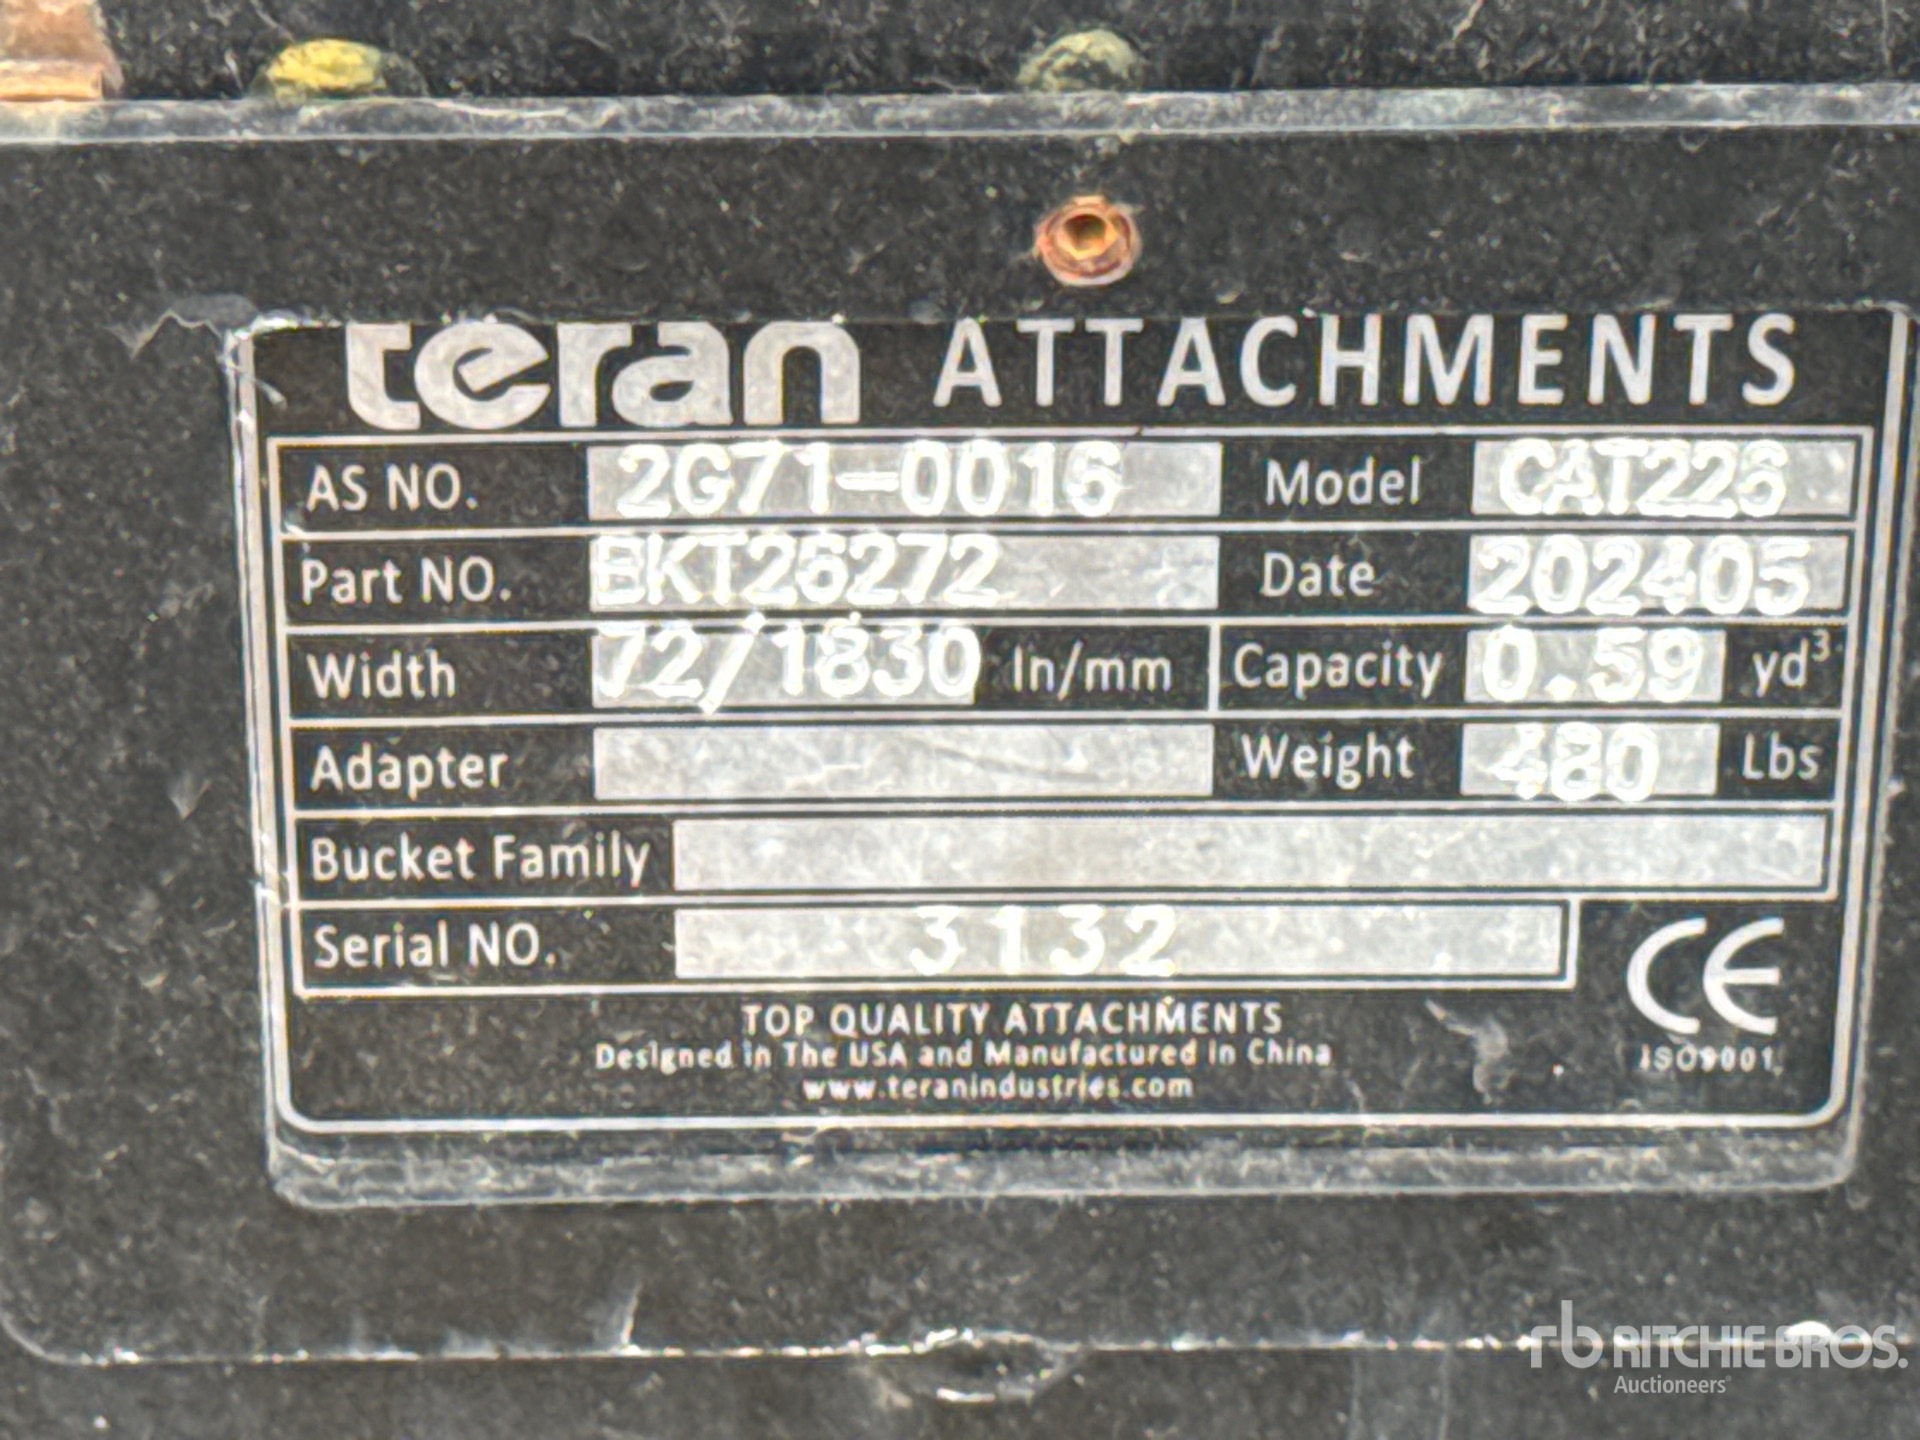 teran ATTACHMENTS
AS NO. 2G71-0016 Model CAT226
Part NO. BKT26272 Date 202405
Width 72/1830 In/mm Capacity 0.59 yd³
Adapter Weight 480 Lbs
Bucket Family
Serial NO. 3132
CE
ISO9001
TOP QUALITY ATTACHMENTS
Designed in The USA and Manufactured in China
www.teranindustries.com
rb RITCHIE BROS.
Auctioneers